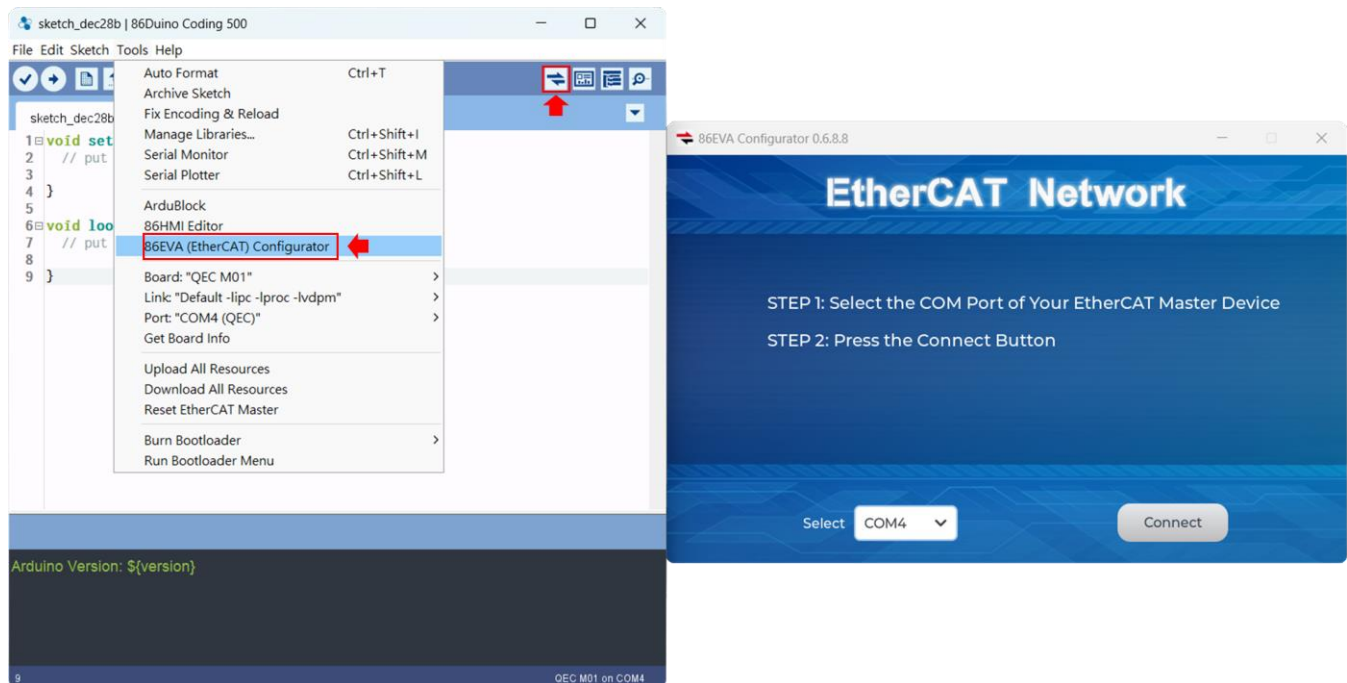 sketch_dec28b | 86Duino Coding 500
File Edit Sketch Tools Help
sketch_dec28b
1 void set
2 // put
3
4 }
5
6 void loo
7 // put
8
9 }
Auto Format Ctrl+T
Archive Sketch
Fix Encoding & Reload
Manage Libraries... Ctrl+Shift+I
Serial Monitor Ctrl+Shift+M
Serial Plotter Ctrl+Shift+L
ArduBlock
86HMI Editor
86EVA (EtherCAT) Configurator
Board: "QEC M01"
Link: "Default -lipc -lproc -lvdpm"
Port: "COM4 (QEC)"
Get Board Info
Upload All Resources
Download All Resources
Reset EtherCAT Master
Burn Bootloader
Run Bootloader Menu
Arduino Version: ${version}
9 QEC M01 on COM4
86EVA Configurator 0.6.8.8
EtherCAT Network
STEP 1: Select the COM Port of Your EtherCAT Master Device
STEP 2: Press the Connect Button
Select COM4 Connect